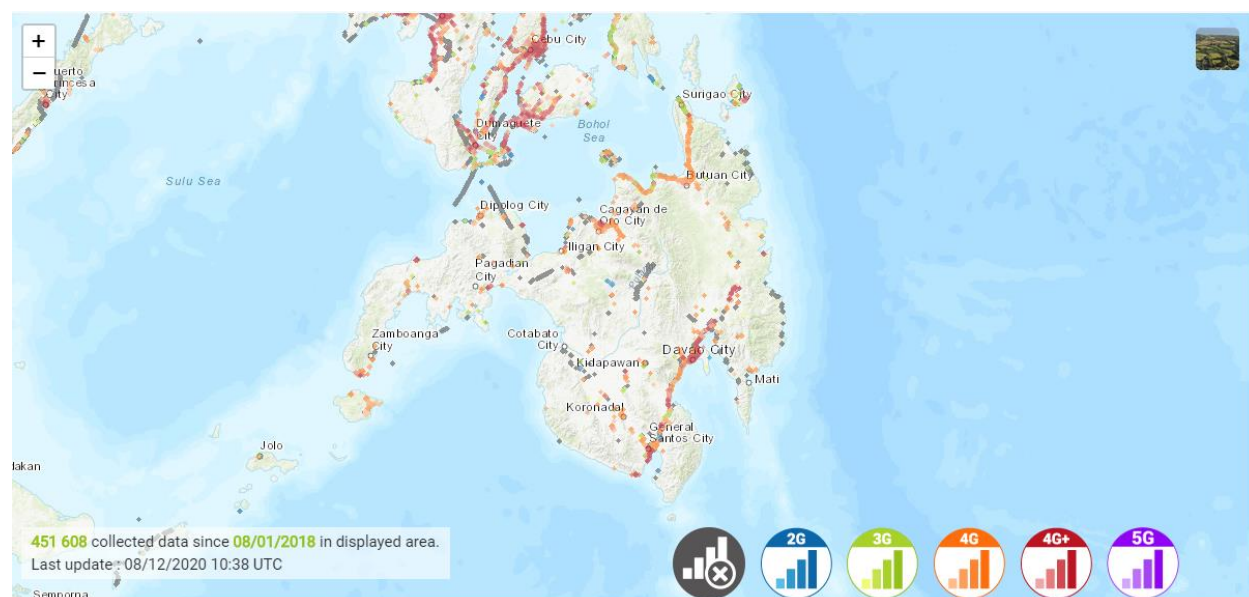 +
Cebu City
−
uerto
rincesa
City
Surigao City
Dumaguete
City
Bohol
Sea
Sulu Sea
Butuan City
Dipolog City
Cagayan de
Oro City
Iligan City
Pagadian
City
Zamboanga
City
Cotabato
City
Davao City
Kidapawan
Mati
Koronadal
General
Santos City
Jolo
dakan
451 608 collected data since 08/01/2018 in displayed area.
Last update : 08/12/2020 10:38 UTC
2G
3G
4G
4G+
5G
Semporna